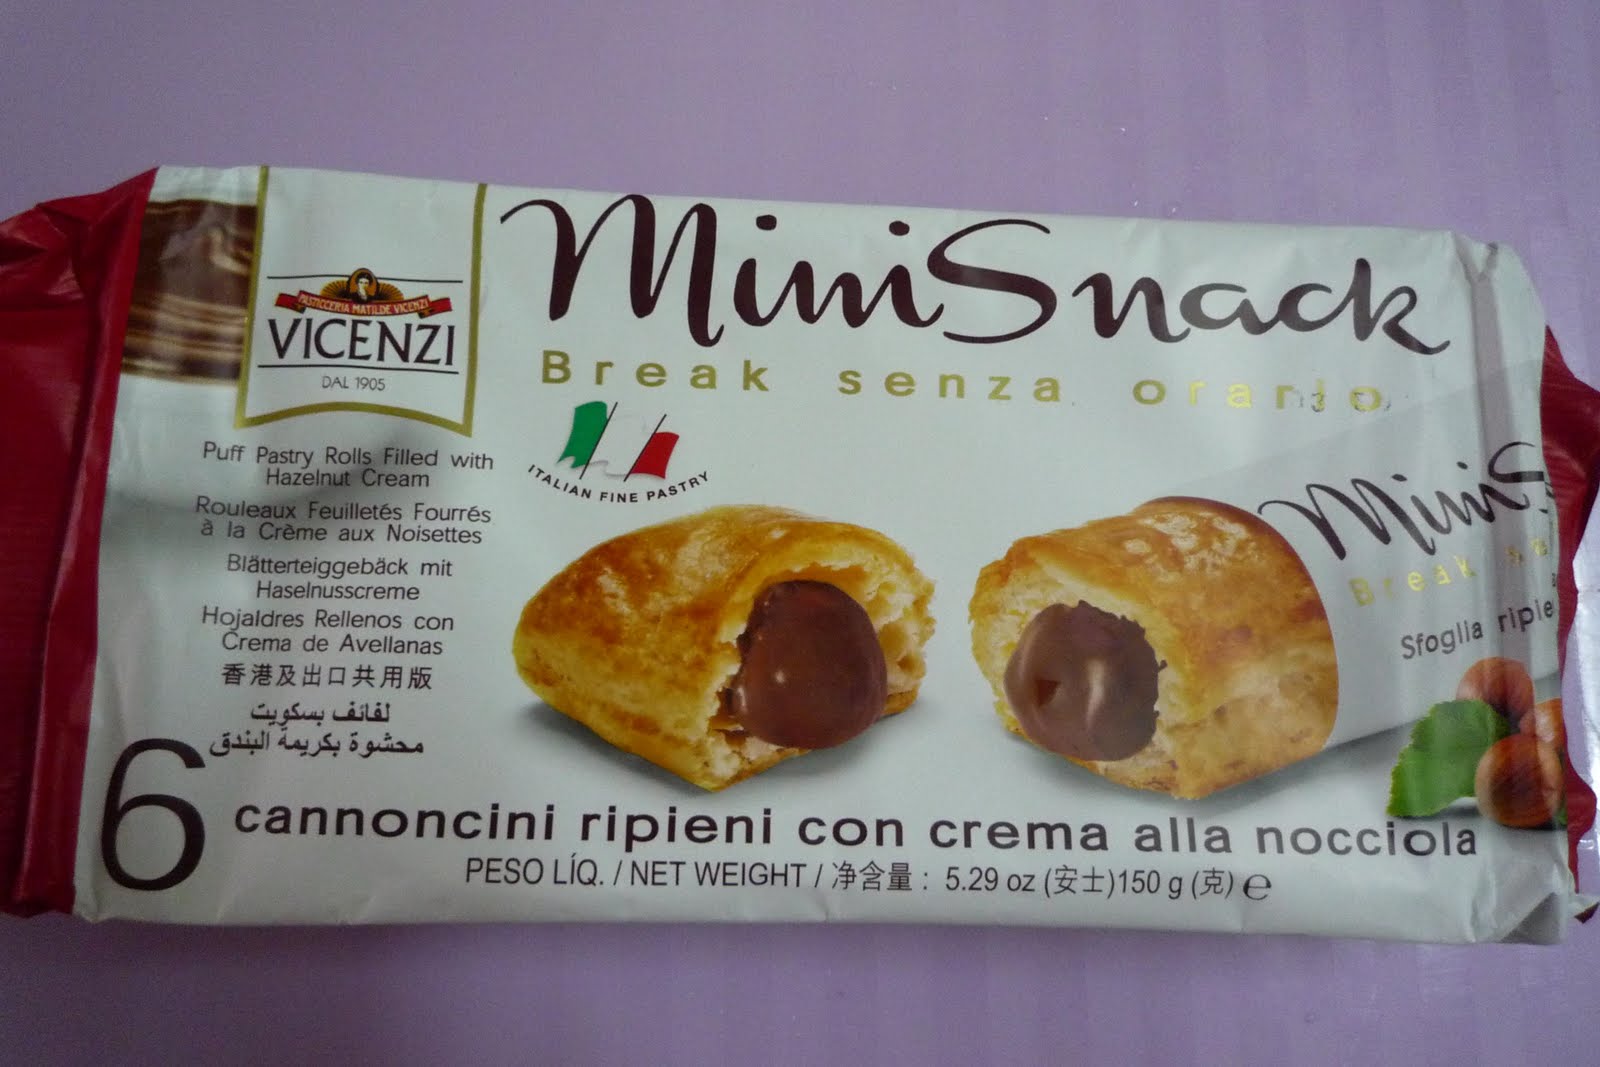 PASTICCERIA MATILDE VICENZI
VICENZI
DAL 1905
MiniSnack
Break senza orario
ITALIAN FINE PASTRY
Puff Pastry Rolls Filled with
Hazelnut Cream
Rouleaux Feuilletés Fourrés
à la Crème aux Noisettes
Blätterteiggebäck mit
Haselnusscreme
Hojaldres Rellenos con
Crema de Avellanas
香港及出口共用版
لفائف بسكويت
محشوة بكريمة البندق
MiniS
Break se
Sfoglia ripie
6 cannoncini ripieni con crema alla nocciola
PESO LÍQ. / NET WEIGHT / 净含量 : 5.29 oz (安士)150 g (克) e